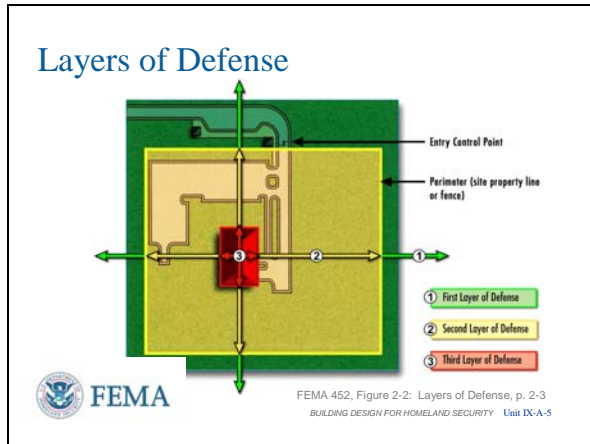 Layers of Defense
Entry Control Point
Perimeter (site property line
or fence)
3
2
1
1 First Layer of Defense
2 Second Layer of Defense
3 Third Layer of Defense
FEMA
FEMA 452, Figure 2-2: Layers of Defense, p. 2-3
BUILDING DESIGN FOR HOMELAND SECURITY Unit IX-A-5